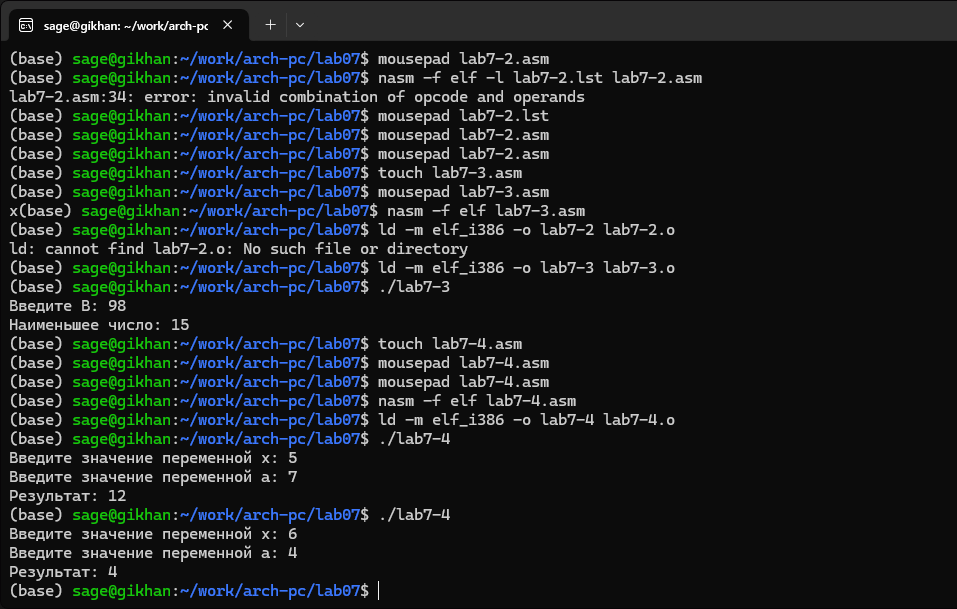 sage@gikhan: ~/work/arch-pc
(base) sage@gikhan:~/work/arch-pc/lab07$ mousepad lab7-2.asm
(base) sage@gikhan:~/work/arch-pc/lab07$ nasm -f elf -l lab7-2.lst lab7-2.asm
lab7-2.asm:34: error: invalid combination of opcode and operands
(base) sage@gikhan:~/work/arch-pc/lab07$ mousepad lab7-2.lst
(base) sage@gikhan:~/work/arch-pc/lab07$ mousepad lab7-2.asm
(base) sage@gikhan:~/work/arch-pc/lab07$ mousepad lab7-2.asm
(base) sage@gikhan:~/work/arch-pc/lab07$ touch lab7-3.asm
(base) sage@gikhan:~/work/arch-pc/lab07$ mousepad lab7-3.asm
x(base) sage@gikhan:~/work/arch-pc/lab07$ nasm -f elf lab7-3.asm
(base) sage@gikhan:~/work/arch-pc/lab07$ ld -m elf_i386 -o lab7-2 lab7-2.o
ld: cannot find lab7-2.o: No such file or directory
(base) sage@gikhan:~/work/arch-pc/lab07$ ld -m elf_i386 -o lab7-3 lab7-3.o
(base) sage@gikhan:~/work/arch-pc/lab07$ ./lab7-3
Введите B: 98
Наименьшее число: 15
(base) sage@gikhan:~/work/arch-pc/lab07$ touch lab7-4.asm
(base) sage@gikhan:~/work/arch-pc/lab07$ mousepad lab7-4.asm
(base) sage@gikhan:~/work/arch-pc/lab07$ mousepad lab7-4.asm
(base) sage@gikhan:~/work/arch-pc/lab07$ nasm -f elf lab7-4.asm
(base) sage@gikhan:~/work/arch-pc/lab07$ ld -m elf_i386 -o lab7-4 lab7-4.o
(base) sage@gikhan:~/work/arch-pc/lab07$ ./lab7-4
Введите значение переменной x: 5
Введите значение переменной a: 7
Результат: 12
(base) sage@gikhan:~/work/arch-pc/lab07$ ./lab7-4
Введите значение переменной x: 6
Введите значение переменной a: 4
Результат: 4
(base) sage@gikhan:~/work/arch-pc/lab07$